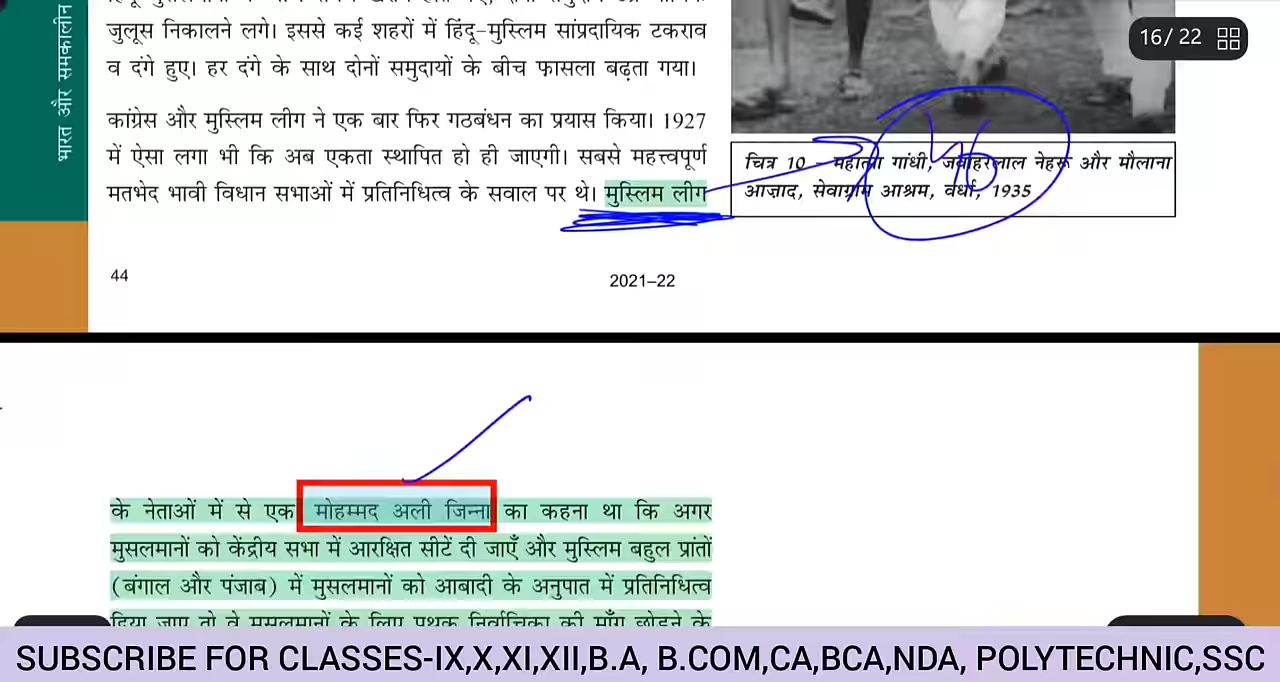 जुलूस निकालने लगे। इससे कई शहरों में हिंदू-मुस्लिम सांप्रदायिक टकराव
व दंगे हुए। हर दंगे के साथ दोनों समुदायों के बीच फ़ासला बढ़ता गया।
कांग्रेस और मुस्लिम लीग ने एक बार फिर गठबंधन का प्रयास किया। 1927
में ऐसा लगा भी कि अब एकता स्थापित हो ही जाएगी। सबसे महत्त्वपूर्ण
मतभेद भावी विधान सभाओं में प्रतिनिधित्व के सवाल पर थे। मुस्लिम लीग
44
2021–22
भारत और समकालीन
16/ 22
चित्र 10 – महात्मा गांधी, जवाहरलाल नेहरू और मौलाना
आज़ाद, सेवाग्राम आश्रम, वर्धा, 1935
के नेताओं में से एक मोहम्मद अली जिन्ना का कहना था कि अगर
मुसलमानों को केंद्रीय सभा में आरक्षित सीटें दी जाएँ और मुस्लिम बहुल प्रांतों
(बंगाल और पंजाब) में मुसलमानों को आबादी के अनुपात में प्रतिनिधित्व
दिया जाए तो वे मुसलमानों के लिए पृथक निर्वाचिका की माँग छोड़ने के
SUBSCRIBE FOR CLASSES-IX,X,XI,XII,B.A, B.COM,CA,BCA,NDA, POLYTECHNIC,SSC